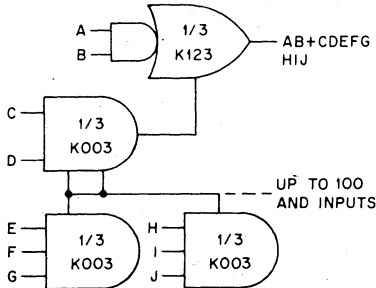 A
B
1/3
K123
AB+CDEFG
HIJ
C
D
1/3
K003
UP TO 100
AND INPUTS
E
F
G
1/3
K003
H
I
J
1/3
K003